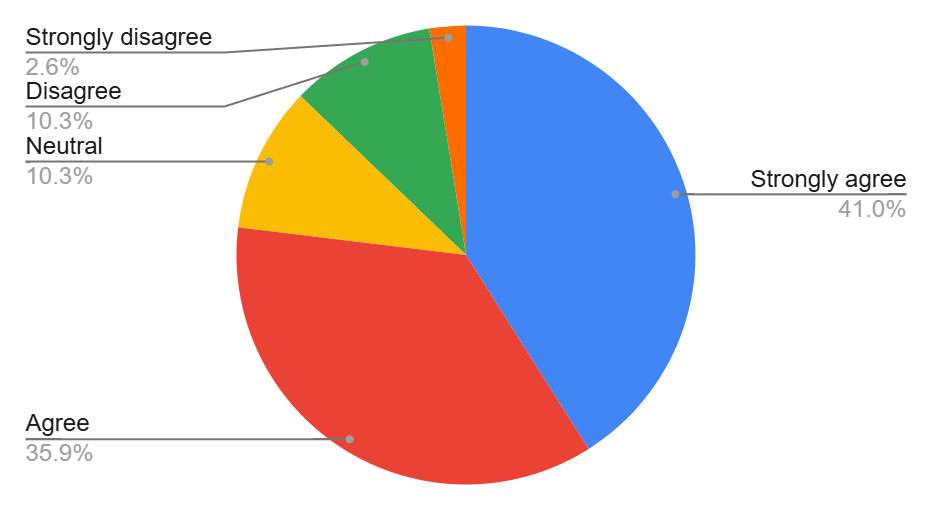 Strongly disagree
2.6%
Disagree
10.3%
Neutral
10.3%
Strongly agree
41.0%
Agree
35.9%